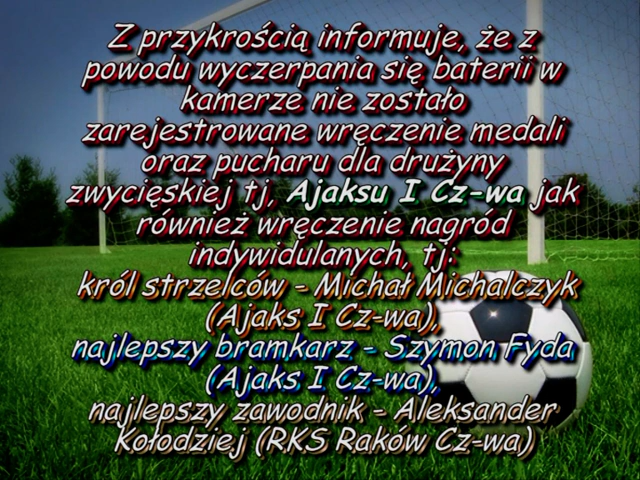 Z przykrością informuje, że z
powodu wyczerpania się baterii w
kamerze nie zostało
zarejestrowane wręczenie medali
oraz pucharu dla drużyny
zwycięskiej tj, Ajaksu I Cz-wa jak
również wręczenie nagród
indywidulanych, tj:
król strzelców - Michał Michalczyk
(Ajaks I Cz-wa),
najlepszy bramkarz - Szymon Fyda
(Ajaks I Cz-wa),
najlepszy zawodnik - Aleksander
Kołodziej (RKS Raków Cz-wa)